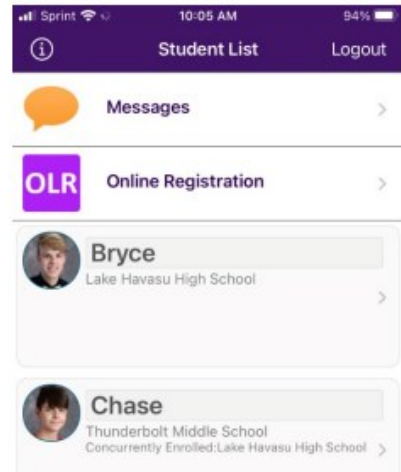 Sprint 10:05 AM 94%
Student List Logout
Messages
OLR Online Registration
Bryce
Lake Havasu High School
Chase
Thunderbolt Middle School
Concurrently Enrolled:Lake Havasu High School